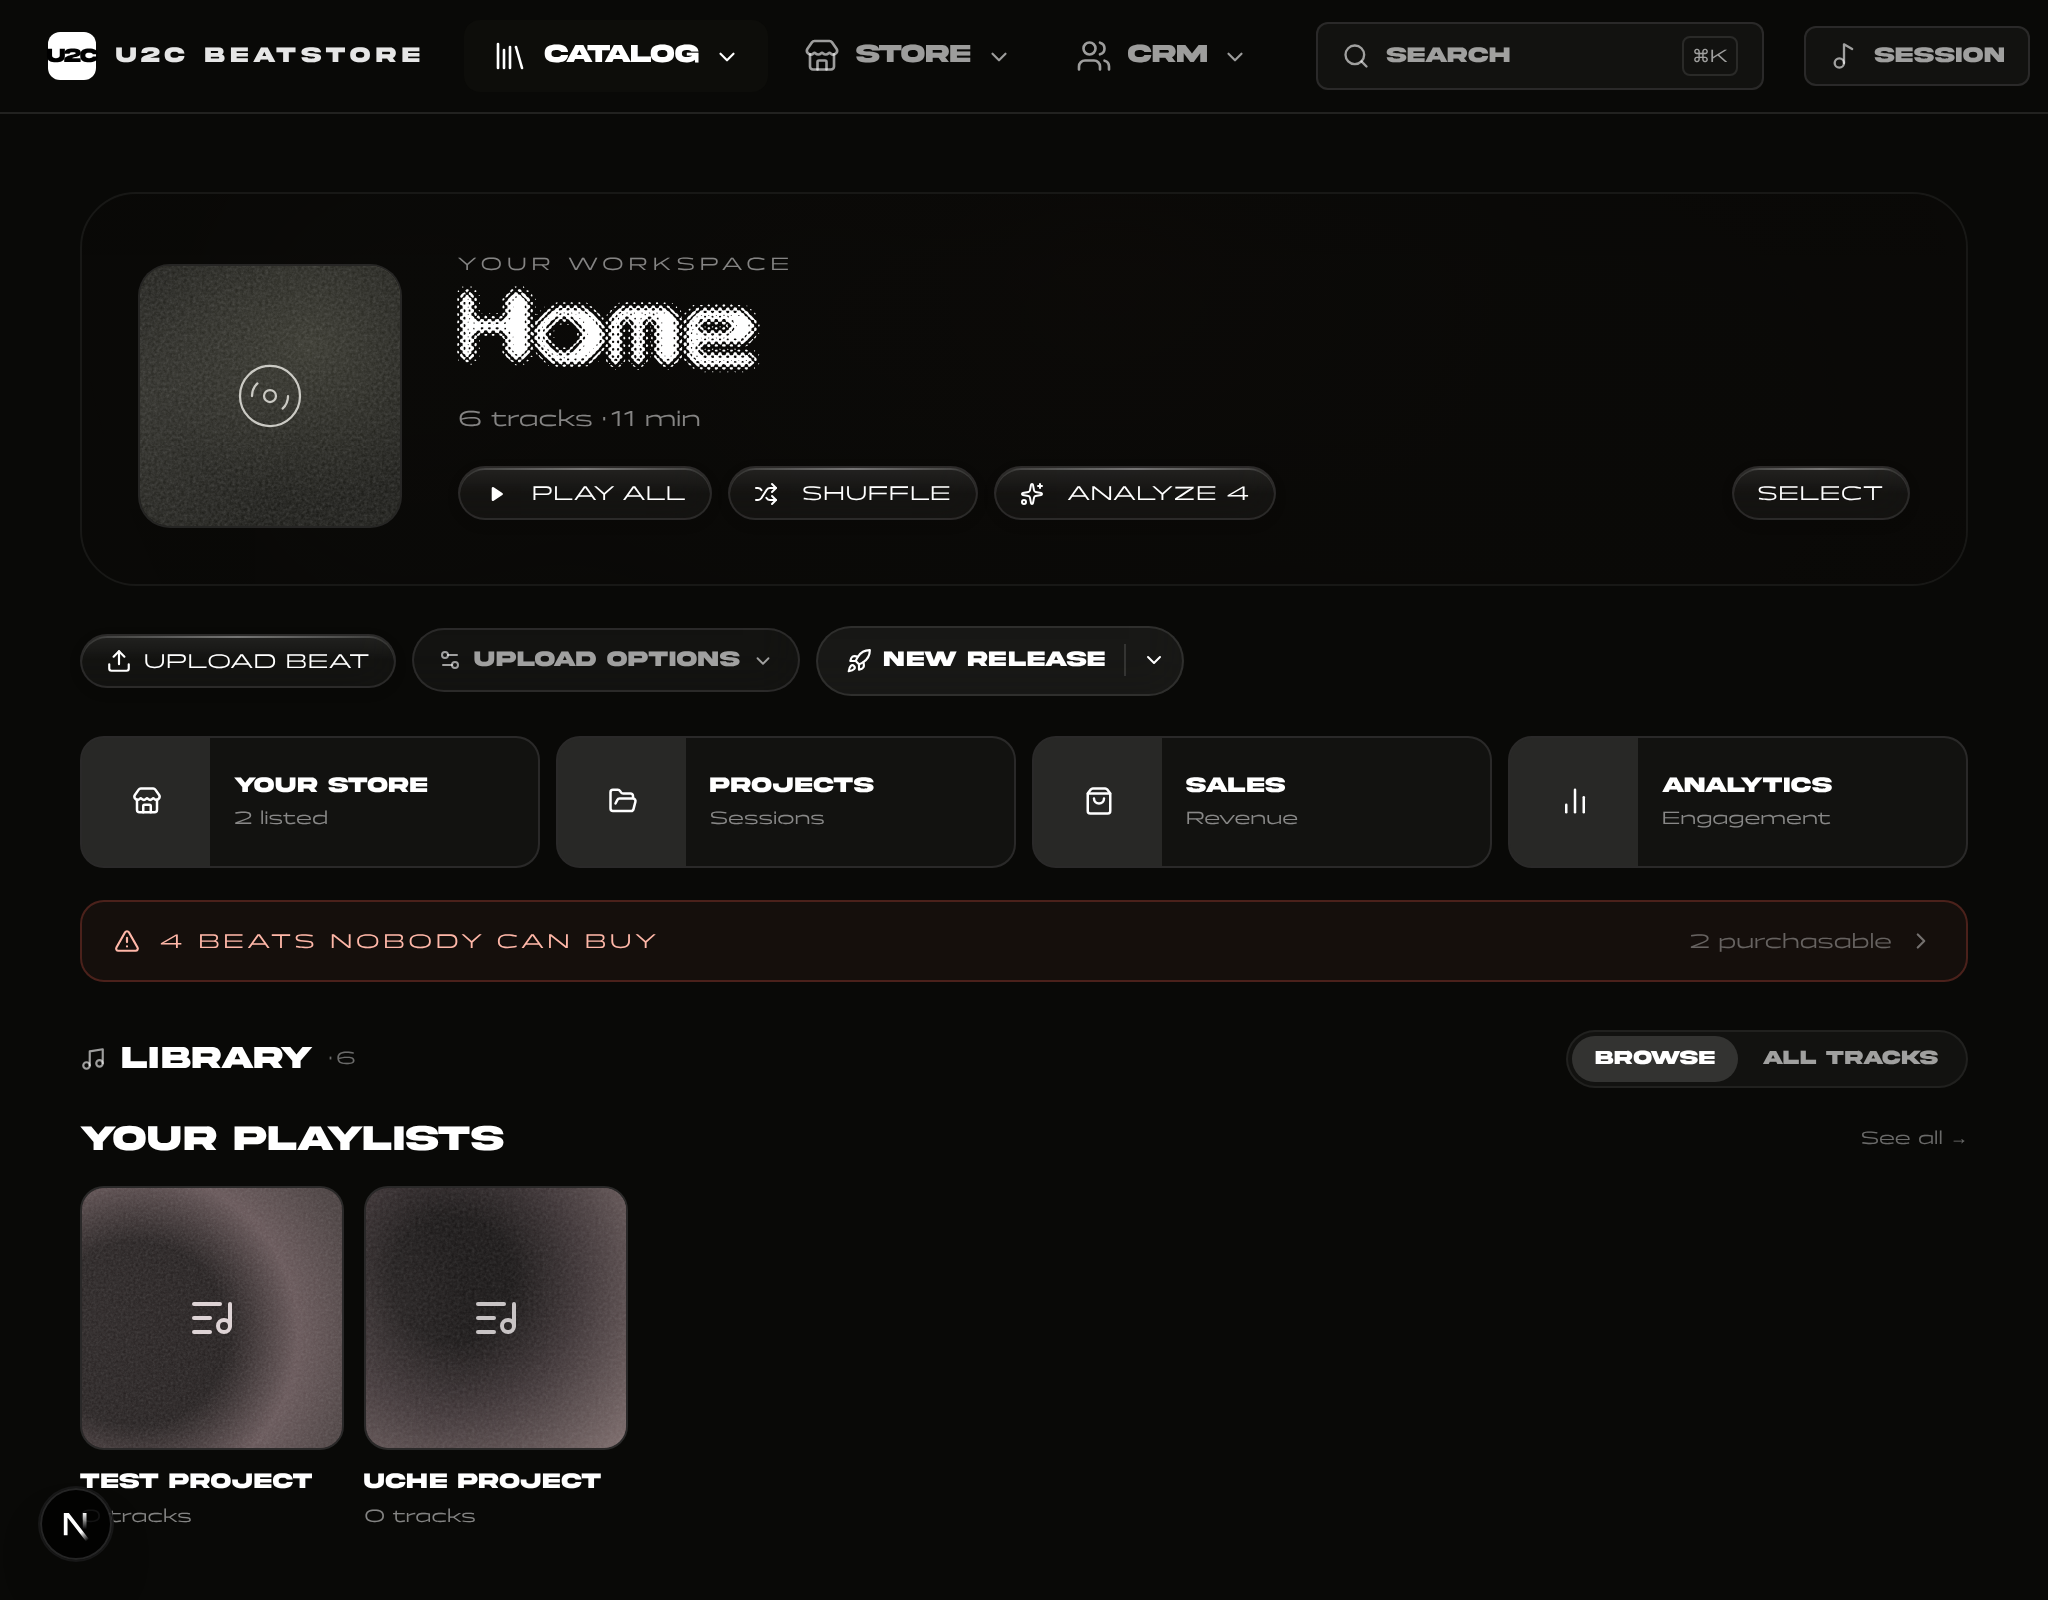 U2C U2C BEATSTORE CATALOG STORE CRM SEARCH ⌘K SESSION
YOUR WORKSPACE
Home
6 tracks · 11 min
PLAY ALL SHUFFLE ANALYZE 4 SELECT
UPLOAD BEAT UPLOAD OPTIONS NEW RELEASE
YOUR STORE
2 listed
PROJECTS
Sessions
SALES
Revenue
ANALYTICS
Engagement
4 BEATS NOBODY CAN BUY 2 purchasable
LIBRARY · 6 BROWSE ALL TRACKS
YOUR PLAYLISTS See all →
TEST PROJECT
tracks
UCHE PROJECT
0 tracks
N